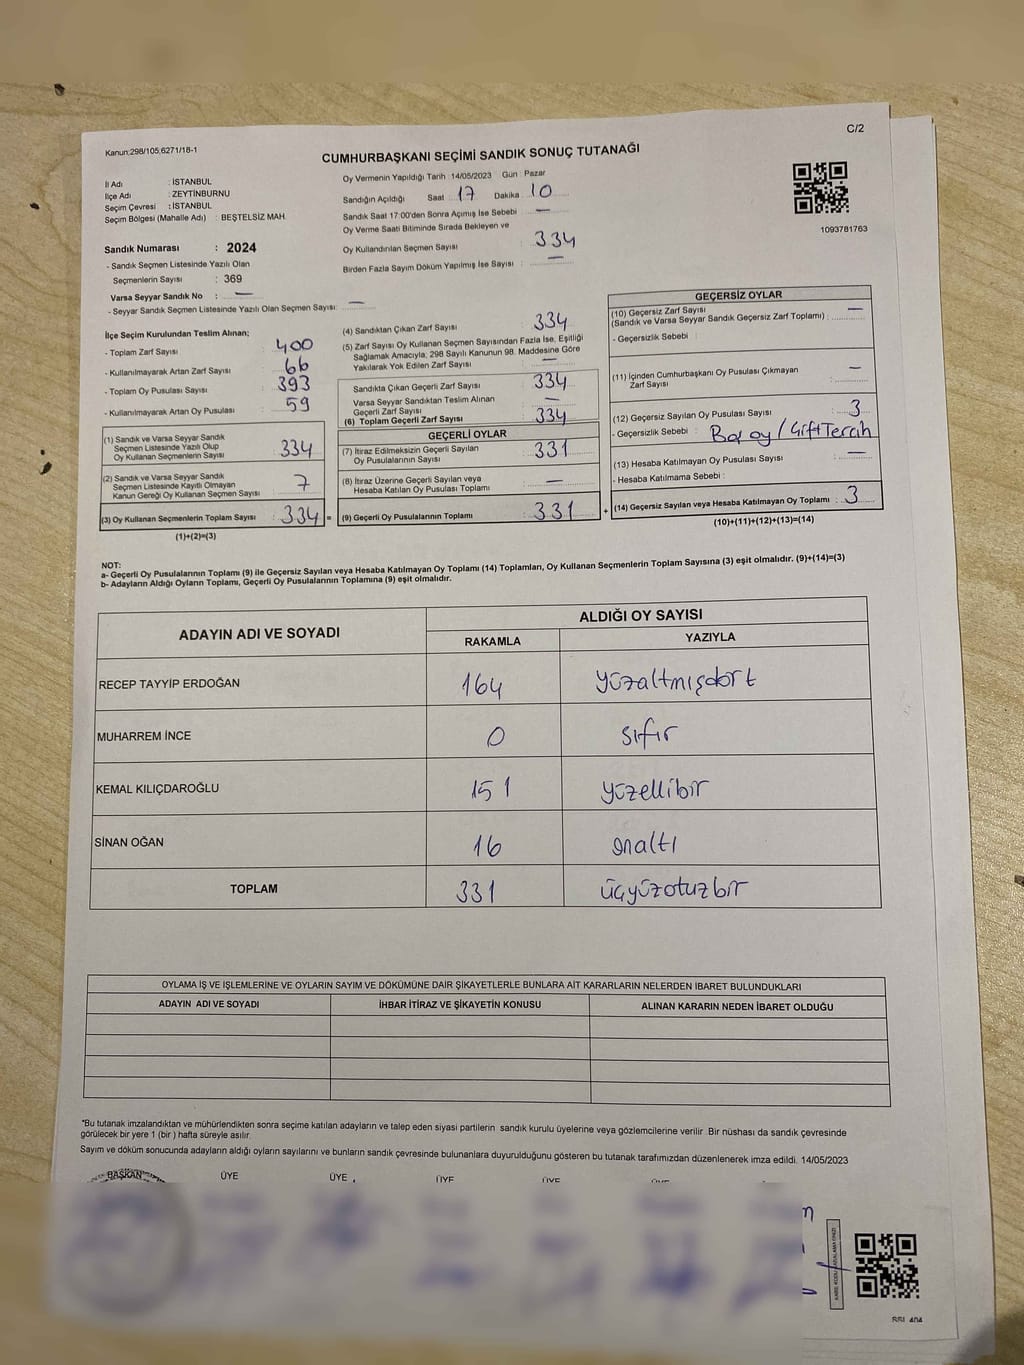 Kanun:298/105,6271/18-1
C/2
CUMHURBAŞKANI SEÇİMİ SANDIK SONUÇ TUTANAĞI
İl Adı : İSTANBUL
İlçe Adı : ZEYTİNBURNU
Seçim Çevresi : İSTANBUL
Seçim Bölgesi (Mahalle Adı) : BEŞTELSİZ MAH.
Sandık Numarası : 2024
- Sandık Seçmen Listesinde Yazılı Olan
Seçmenlerin Sayısı : 369
Varsa Seyyar Sandık No : —
- Seyyar Sandık Seçmen Listesinde Yazılı Olan Seçmen Sayısı: —
Oy Vermenin Yapıldığı Tarih :14/05/2023 Gün : Pazar
Sandığın Açıldığı Saat 17 Dakika 10
Sandık Saat 17:00'den Sonra Açımış İse Sebebi : —
Oy Verme Saati Bitiminde Sırada Bekleyen ve
Oy Kullandırılan Seçmen Sayısı : 334
Birden Fazla Sayım Döküm Yapılmış İse Sayısı : —
1093781763
İlçe Seçim Kurulundan Teslim Alınan;
- Toplam Zarf Sayısı : 400
- Kullanılmayarak Artan Zarf Sayısı : 66
- Toplam Oy Pusulası Sayısı : 393
- Kullanılmayarak Artan Oy Pusulası : 59
(1) Sandık ve Varsa Seyyar Sandık
Seçmen Listesinde Yazılı Olup
Oy Kullanan Seçmenlerin Sayısı : 334
(2) Sandık ve Varsa Seyyar Sandık
Seçmen Listesinde Kayıtlı Olmayan
Kanun Gereği Oy Kullanan Seçmen Sayısı : 7
(3) Oy Kullanan Seçmenlerin Toplam Sayısı : 334 =
(1)+(2)=(3)
(4) Sandıktan Çıkan Zarf Sayısı : 334
(5) Zarf Sayısı Oy Kullanan Seçmen Sayısından Fazla İse, Eşitliği
Sağlamak Amacıyla; 298 Sayılı Kanunun 98. Maddesine Göre
Yakılarak Yok Edilen Zarf Sayısı : —
Sandıkta Çıkan Geçerli Zarf Sayısı : 334
Varsa Seyyar Sandıktan Teslim Alınan
Geçerli Zarf Sayısı : —
(6) Toplam Geçerli Zarf Sayısı : 334
GEÇERLİ OYLAR
(7) İtiraz Edilmeksizin Geçerli Sayılan
Oy Pusulasının Sayısı : 331
(8) İtiraz Üzerine Geçerli Sayılan veya
Hesaba Katılan Oy Pusulası Toplamı : —
(9) Geçerli Oy Pusulalarının Toplamı : 331 +
GEÇERSİZ OYLAR
(10) Geçersiz Zarf Sayısı —
(Sandık ve Varsa Seyyar Sandık Geçersiz Zarf Toplamı) :
- Geçersizlik Sebebi :
(11) İçinden Cumhurbaşkanı Oy Pusulası Çıkmayan
Zarf Sayısı : —
(12) Geçersiz Sayılan Oy Pusulası Sayısı : 3
- Geçersizlik Sebebi : Boş oy / Çift Tercih
(13) Hesaba Katılmayan Oy Pusulası Sayısı : —
- Hesaba Katılmama Sebebi :
(14) Geçersiz Sayılan veya Hesaba Katılmayan Oy Toplamı : 3
(10)+(11)+(12)+(13)=(14)
NOT:
a- Geçerli Oy Pusulalarının Toplamı (9) ile Geçersiz Sayılan veya Hesaba Katılmayan Oy Toplamı (14) Toplamları, Oy Kullanan Seçmenlerin Toplam Sayısına (3) eşit olmalıdır. (9)+(14)=(3)
b- Adayların Aldığı Oyların Toplamı, Geçerli Oy Pusulalarının Toplamına (9) eşit olmalıdır.
ADAYIN ADI VE SOYADI ALDIĞI OY SAYISI
RAKAMLA YAZIYLA
RECEP TAYYİP ERDOĞAN 164 yüzaltmışdört
MUHARREM İNCE 0 sıfır
KEMAL KILIÇDAROĞLU 151 yüzellibir
SİNAN OĞAN 16 onaltı
TOPLAM 331 üçyüzotuzbir
OYLAMA İŞ VE İŞLEMLERİNE VE OYLARIN SAYIM VE DÖKÜMÜNE DAİR ŞİKAYETLERLE BUNLARA AİT KARARLARIN NELERDEN İBARET BULUNDUKLARI
ADAYIN ADI VE SOYADI İHBAR İTİRAZ VE ŞİKAYETİN KONUSU ALINAN KARARIN NEDEN İBARET OLDUĞU
*Bu tutanak imzalandıktan ve mühürlendikten sonra seçime katılan adayların ve talep eden siyasi partilerin sandık kurulu üyelerine veya gözlemcilerine verilir. Bir nüshası da sandık çevresinde
görülecek bir yere 1 (bir) hafta süreyle asılır.
Sayım ve döküm sonucunda adayların aldığı oyların sayılarını ve bunların sandık çevresinde bulunanlara duyurulduğunu gösteren bu tutanak tarafımızdan düzenlenerek imza edildi. 14/05/2023
BAŞKAN ÜYE ÜYE ÜYE ÜYE